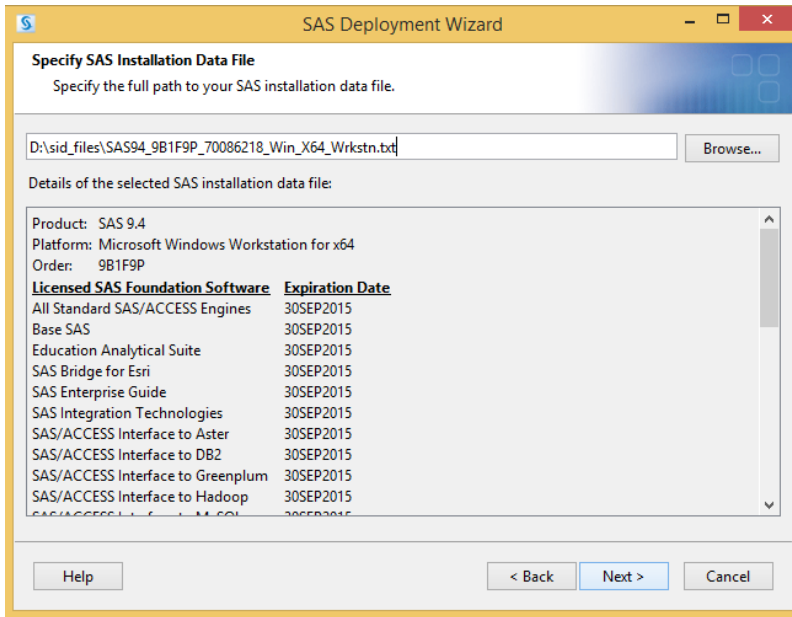 SAS Deployment Wizard
Specify SAS Installation Data File
Specify the full path to your SAS installation data file.
D:\sid_files\SAS94_9B1F9P_70086218_Win_X64_Wrkstn.txt
Browse...
Details of the selected SAS installation data file:
Product: SAS 9.4
Platform: Microsoft Windows Workstation for x64
Order: 9B1F9P
Licensed SAS Foundation Software Expiration Date
All Standard SAS/ACCESS Engines 30SEP2015
Base SAS 30SEP2015
Education Analytical Suite 30SEP2015
SAS Bridge for Esri 30SEP2015
SAS Enterprise Guide 30SEP2015
SAS Integration Technologies 30SEP2015
SAS/ACCESS Interface to Aster 30SEP2015
SAS/ACCESS Interface to DB2 30SEP2015
SAS/ACCESS Interface to Greenplum 30SEP2015
SAS/ACCESS Interface to Hadoop 30SEP2015
Help
< Back
Next >
Cancel